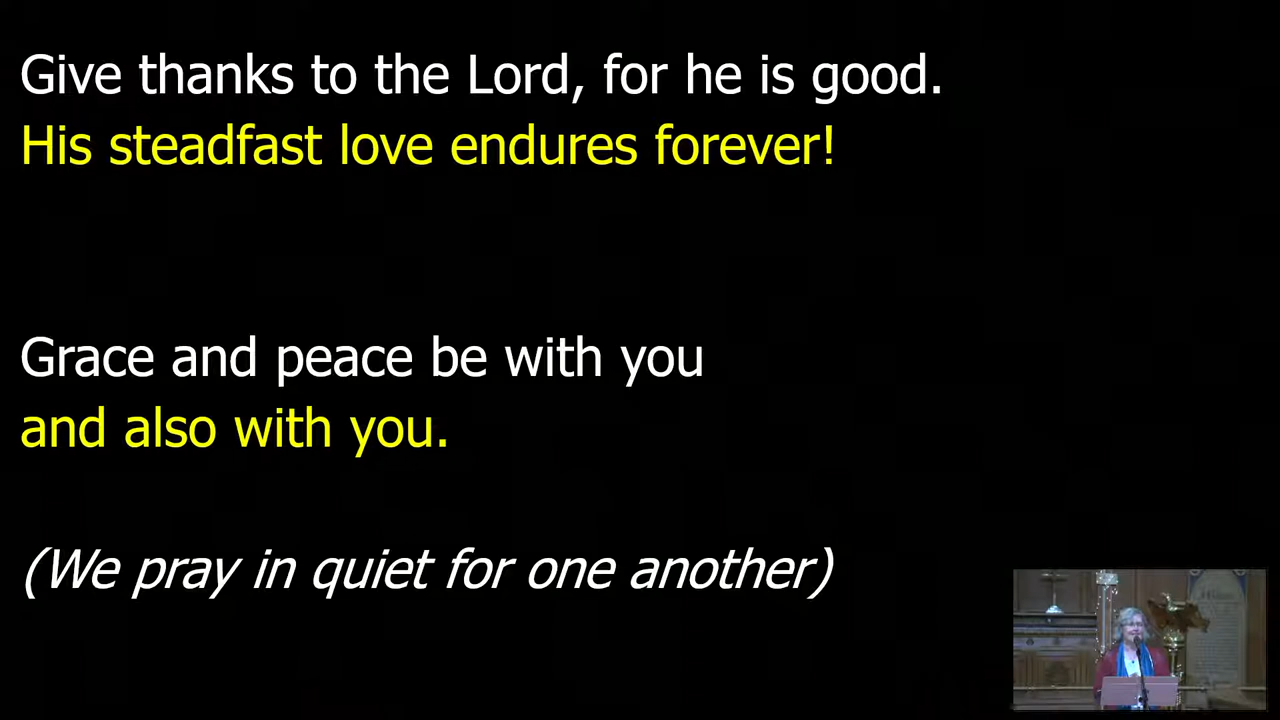 Give thanks to the Lord, for he is good.
His steadfast love endures forever!
Grace and peace be with you
and also with you.
(We pray in quiet for one another)